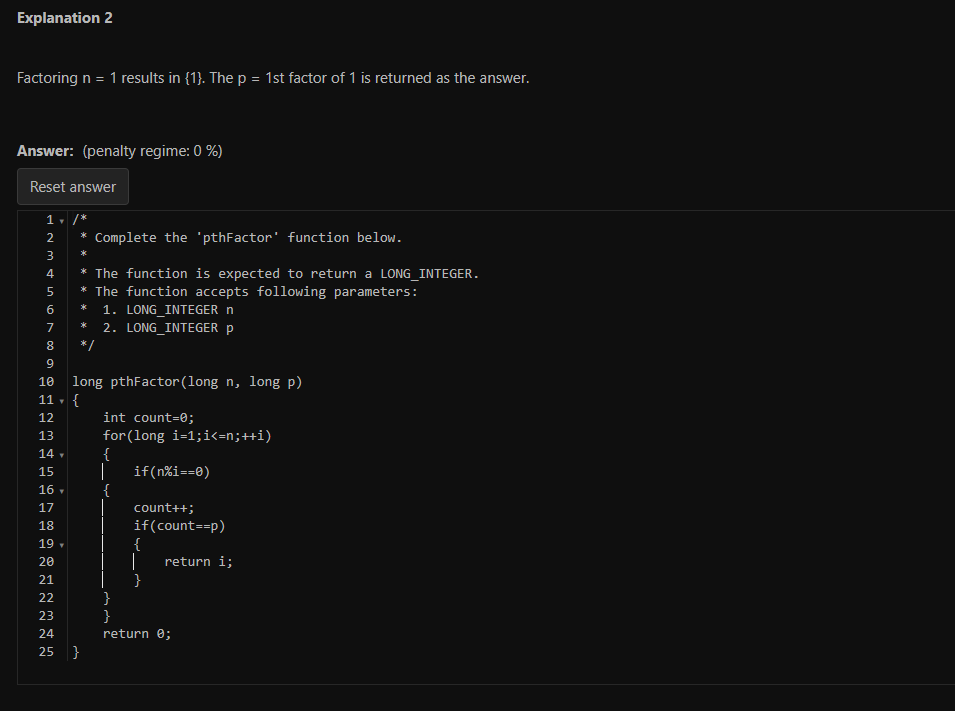 Explanation 2
Factoring n = 1 results in {1}. The p = 1st factor of 1 is returned as the answer.
Answer: (penalty regime: 0 %)
Reset answer
1 /*
2  * Complete the 'pthFactor' function below.
3  *
4  * The function is expected to return a LONG_INTEGER.
5  * The function accepts following parameters:
6  *  1. LONG_INTEGER n
7  *  2. LONG_INTEGER p
8  */
9
10 long pthFactor(long n, long p)
11 {
12     int count=0;
13     for(long i=1;i<=n;++i)
14     {
15         if(n%i==0)
16     {
17         count++;
18         if(count==p)
19         {
20             return i;
21         }
22     }
23     }
24     return 0;
25 }